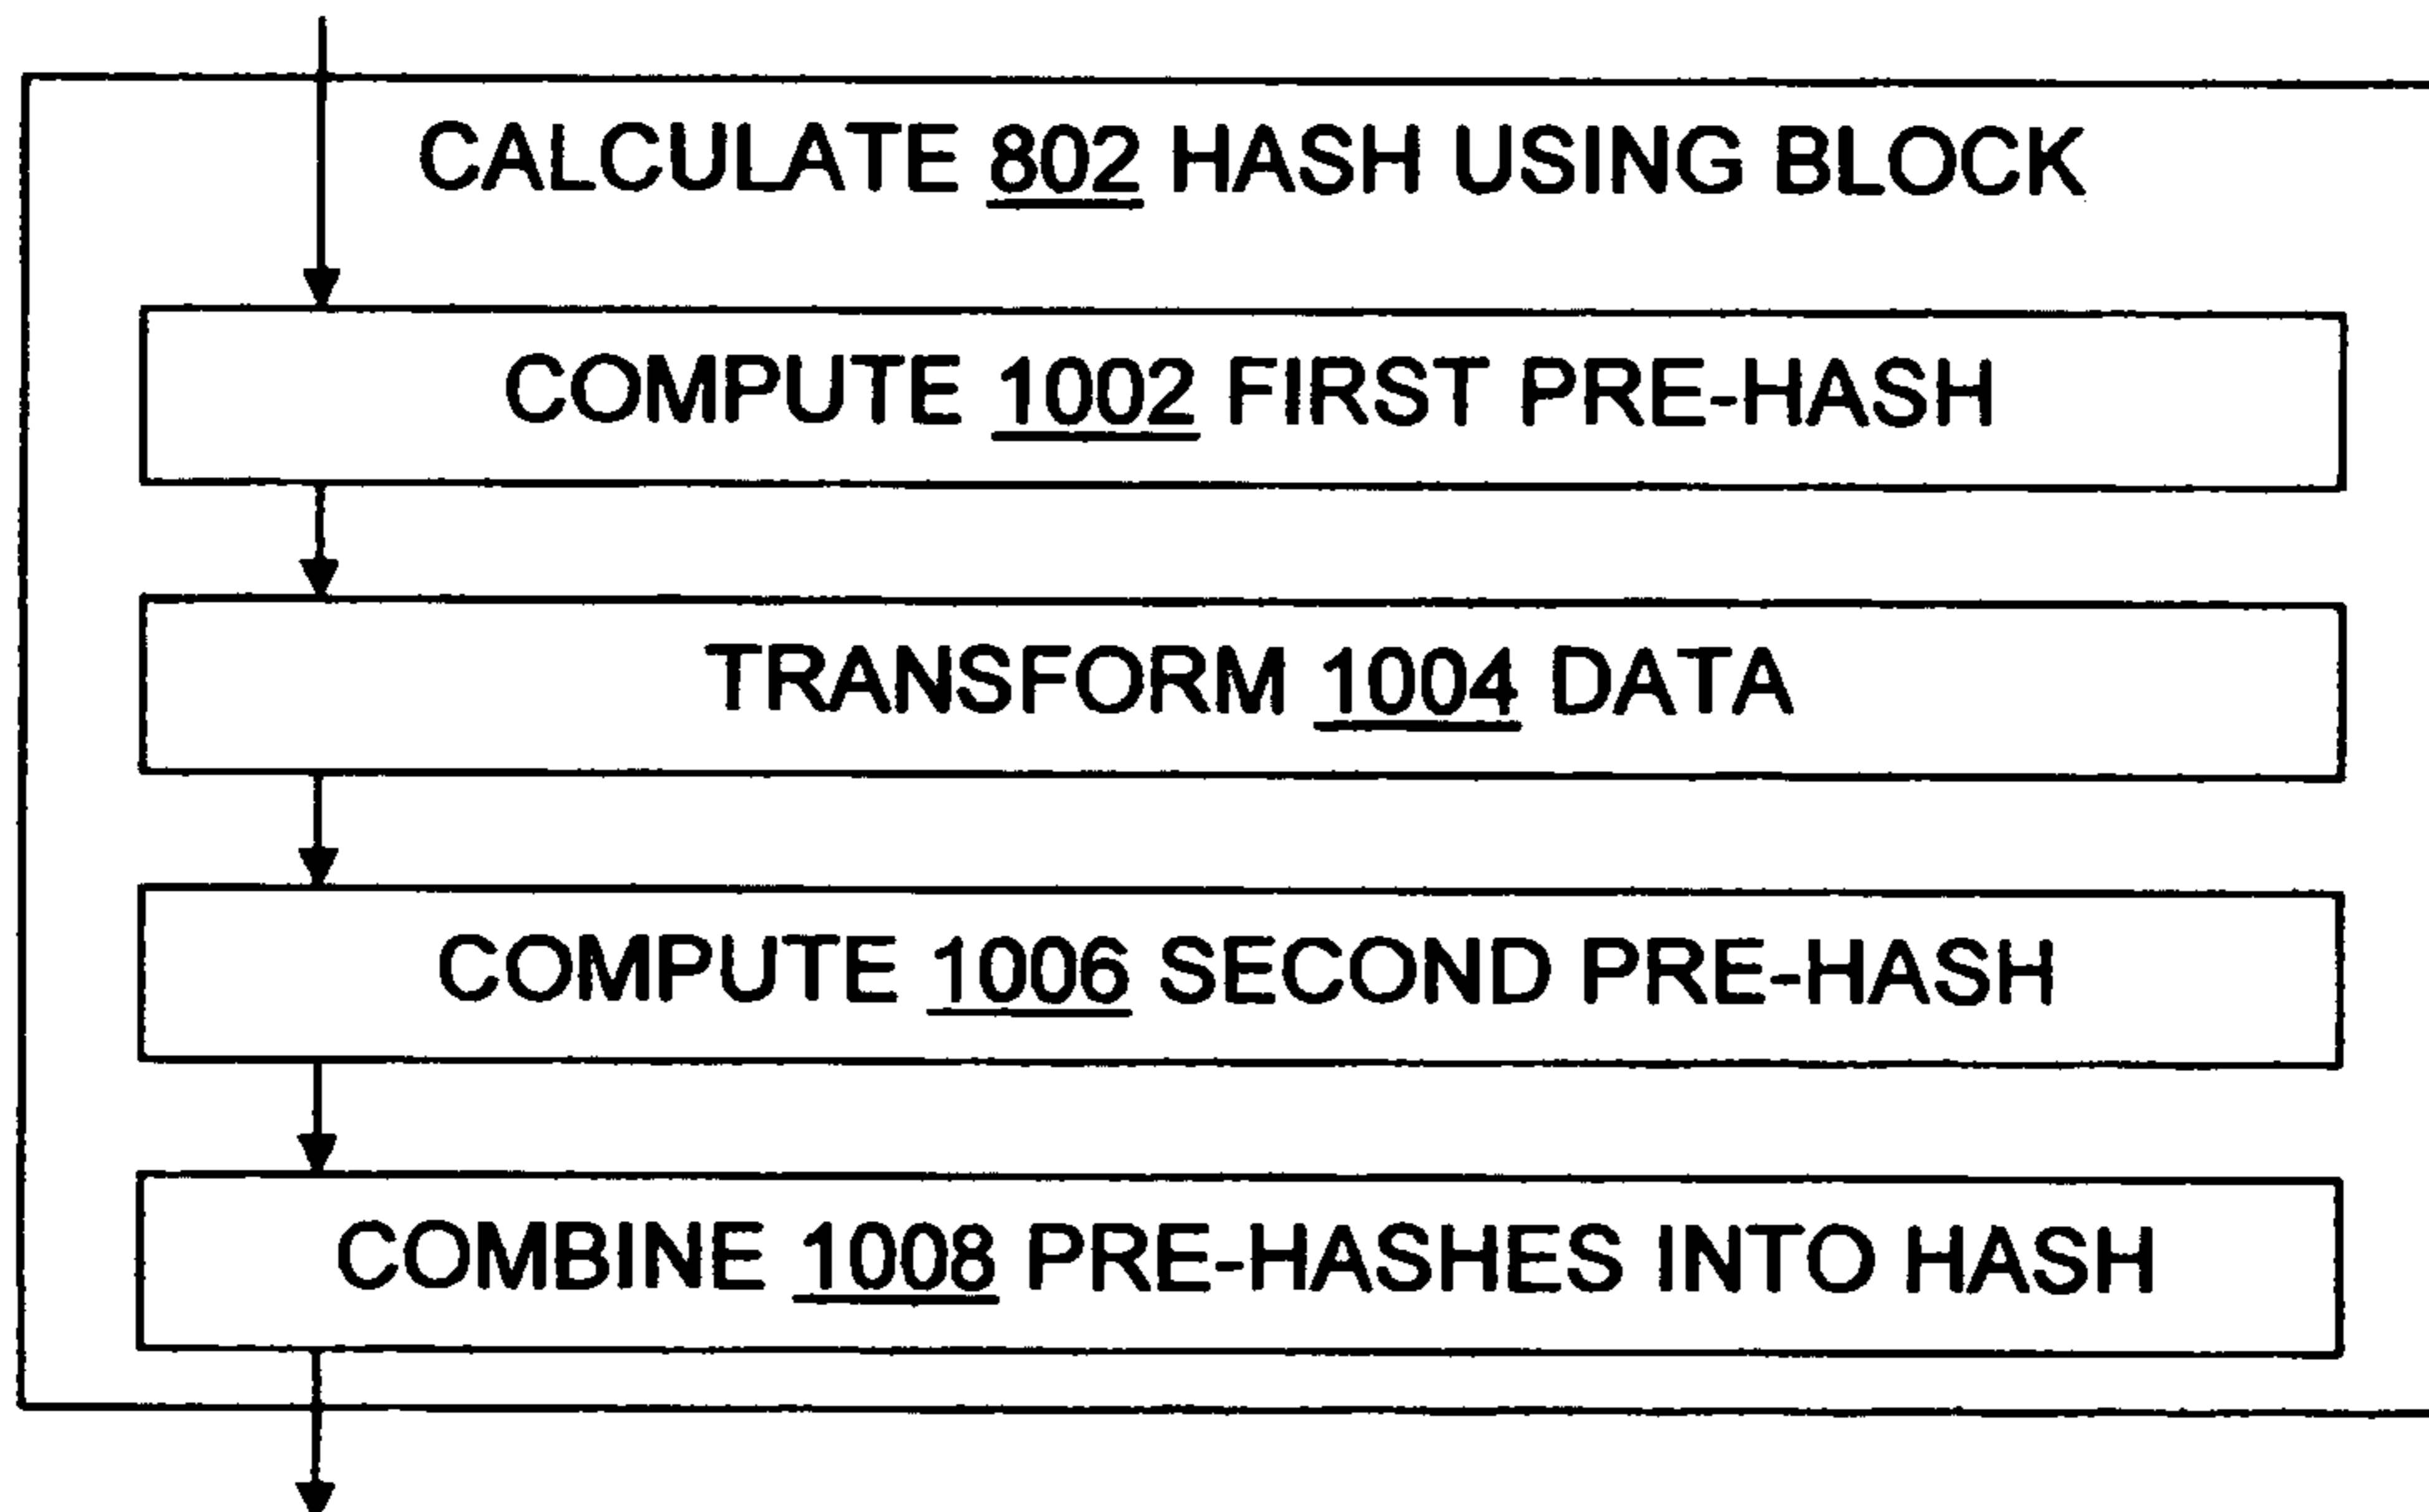 CALCULATE 802 HASH USING BLOCK
COMPUTE 1002 FIRST PRE-HASH
TRANSFORM 1004 DATA
COMPUTE 1006 SECOND PRE-HASH
COMBINE 1008 PRE-HASHES INTO HASH